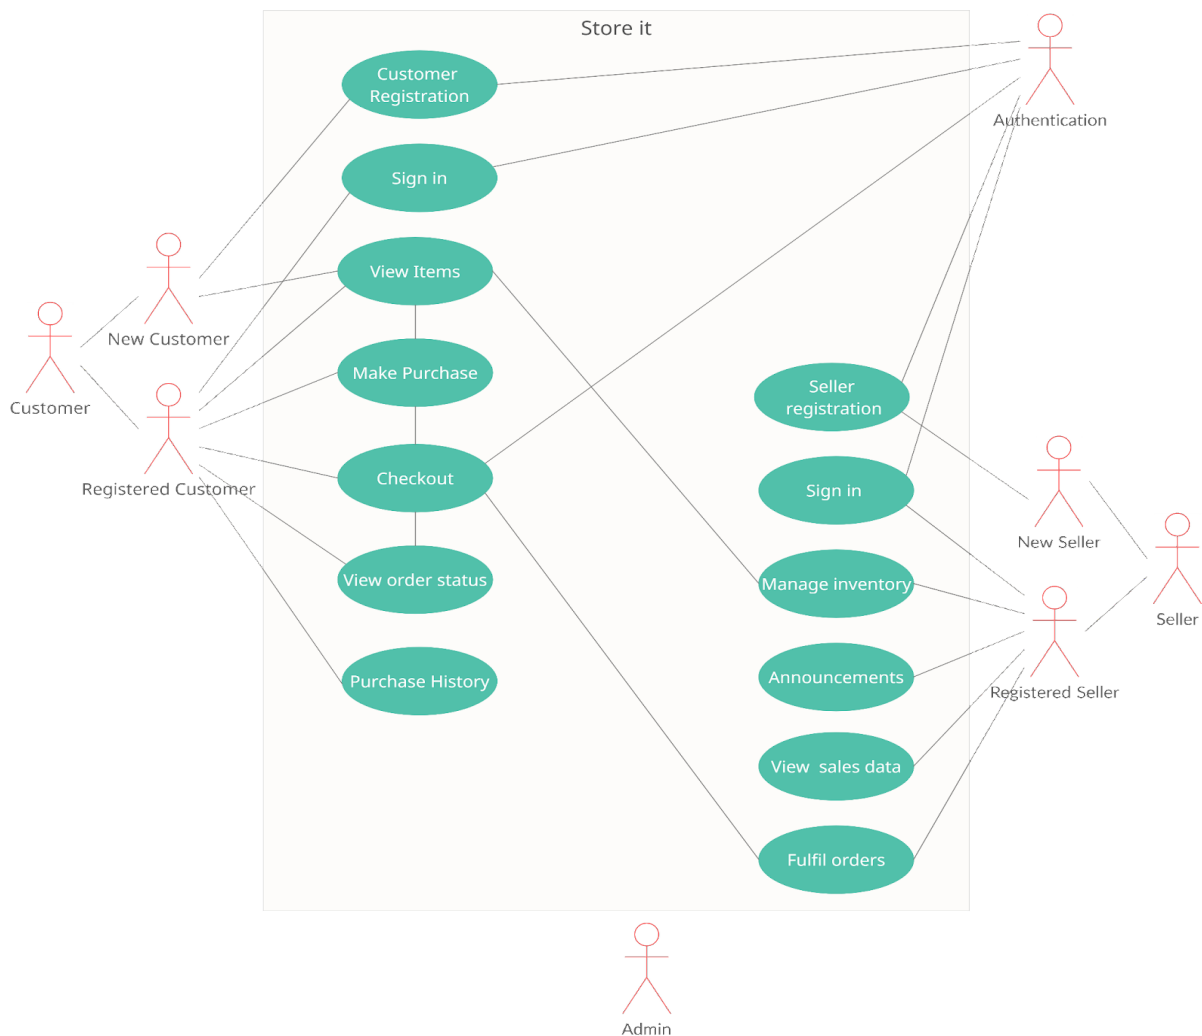 Store it
Customer
Registration
Sign in
View Items
Make Purchase
Checkout
View order status
Purchase History
Customer
New Customer
Registered Customer
Authentication
Seller
registration
Sign in
Manage inventory
Announcements
View  sales data
Fulfil orders
New Seller
Registered Seller
Seller
Admin